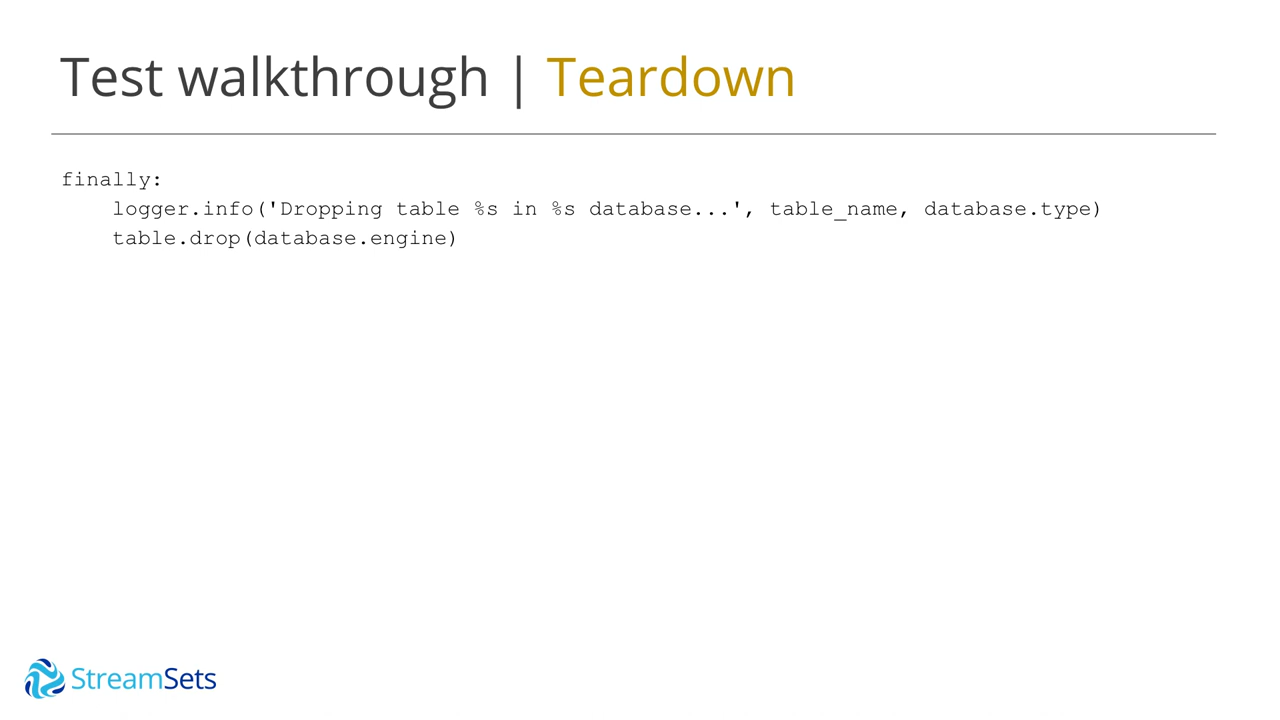 Test walkthrough | Teardown
finally:
    logger.info('Dropping table %s in %s database...', table_name, database.type)
    table.drop(database.engine)
StreamSets